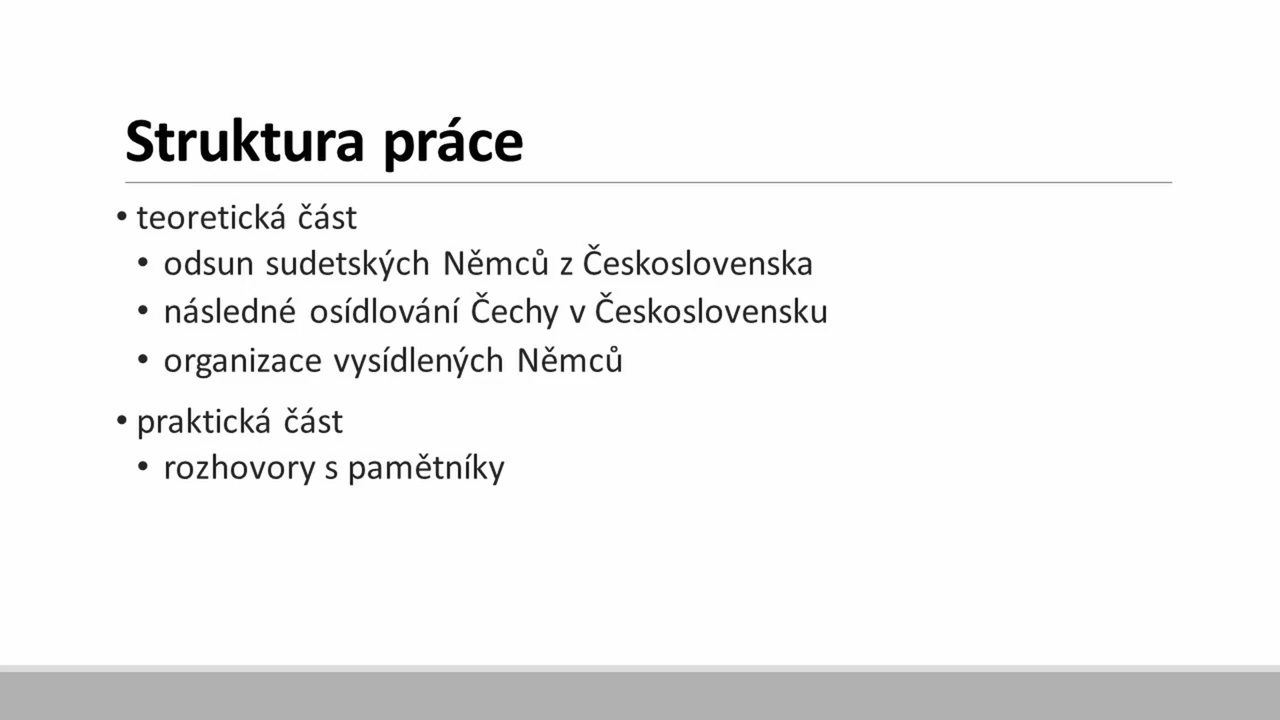 Struktura práce
• teoretická část
• odsun sudetských Němců z Československa
• následné osídlování Čechy v Československu
• organizace vysídlených Němců
• praktická část
• rozhovory s pamětníky